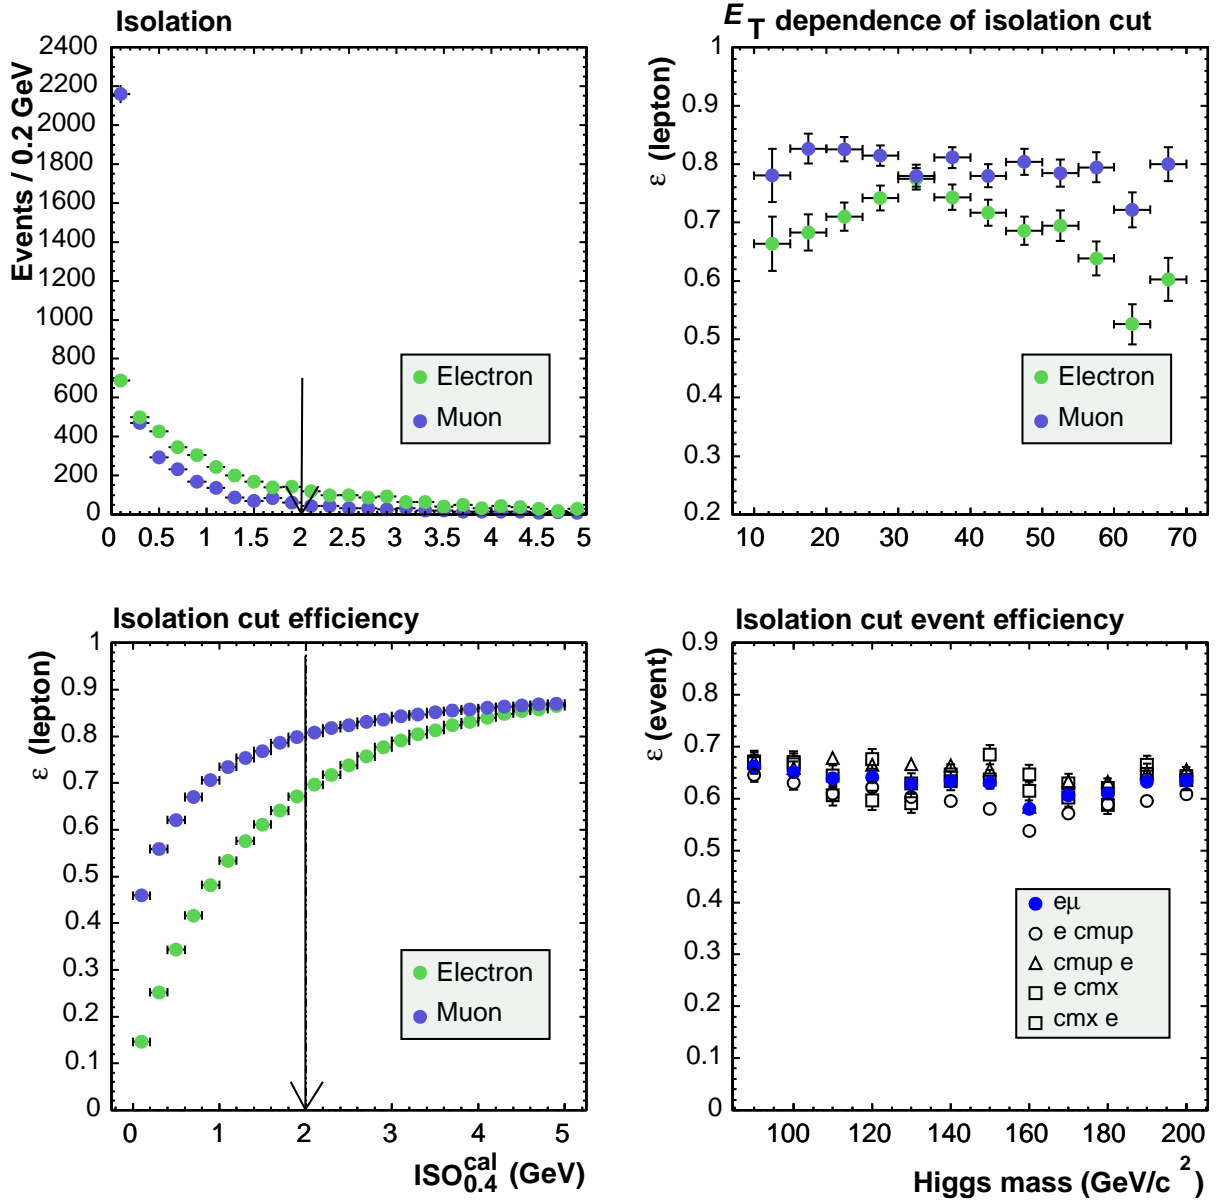 Isolation
Events / 0.2 GeV
2400
2200
2000
1800
1600
1400
1200
1000
800
600
400
200
0
0 0.5 1 1.5 2 2.5 3 3.5 4 4.5 5
Electron
Muon
E_T dependence of isolation cut
ε (lepton)
1
0.9
0.8
0.7
0.6
0.5
0.4
0.3
0.2
10 20 30 40 50 60 70
Electron
Muon
Isolation cut efficiency
ε (lepton)
1
0.9
0.8
0.7
0.6
0.5
0.4
0.3
0.2
0.1
0
0 1 2 3 4 5
Electron
Muon
ISO^cal_0.4 (GeV)
Isolation cut event efficiency
ε (event)
0.9
0.8
0.7
0.6
0.5
0.4
0.3
0.2
0.1
0
100 120 140 160 180 200
eμ
e cmup
cmup e
e cmx
cmx e
Higgs mass (GeV/c²)